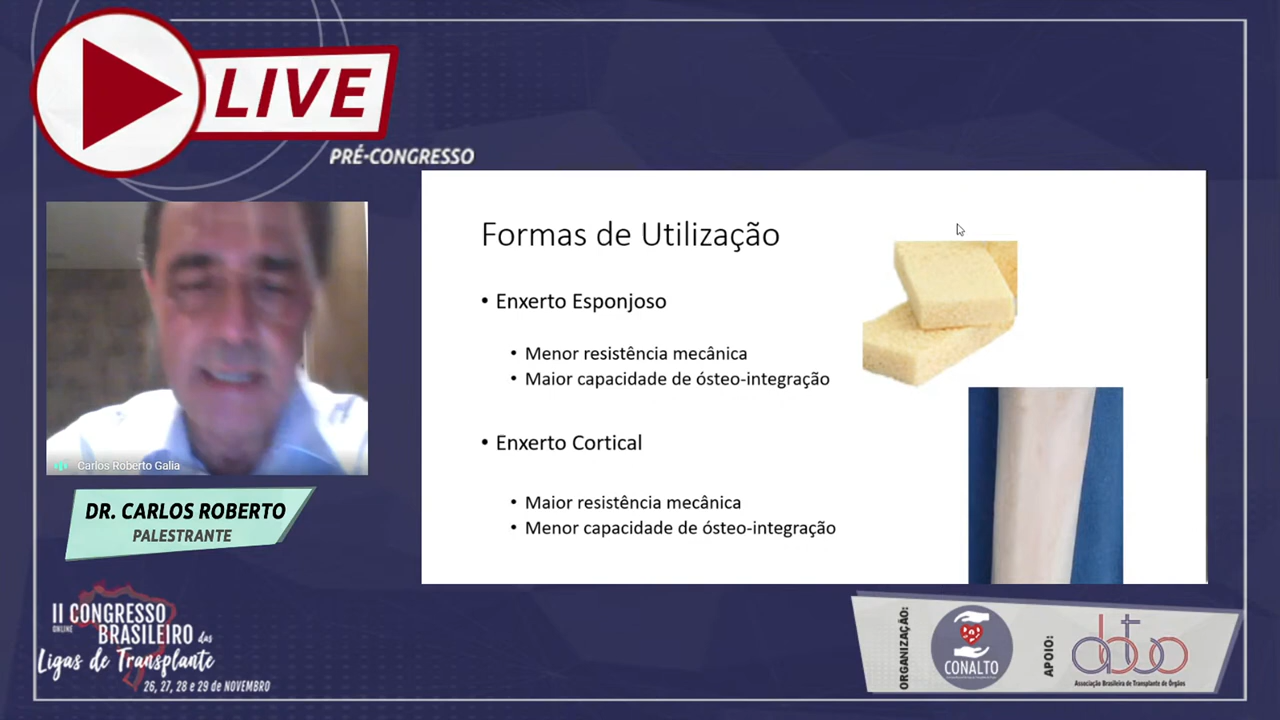 LIVE
PRÉ-CONGRESSO
Formas de Utilização
• Enxerto Esponjoso
• Menor resistência mecânica
• Maior capacidade de ósteo-integração
• Enxerto Cortical
• Maior resistência mecânica
• Menor capacidade de ósteo-integração
Carlos Roberto Galia
DR. CARLOS ROBERTO
PALESTRANTE
II CONGRESSO
ONLINE
BRASILEIRO das
Ligas de Transplante
26, 27, 28 e 29 de NOVEMBRO
ORGANIZAÇÃO:
CONALTO
APOIO:
abto
Associação Brasileira de Transplante de Órgãos